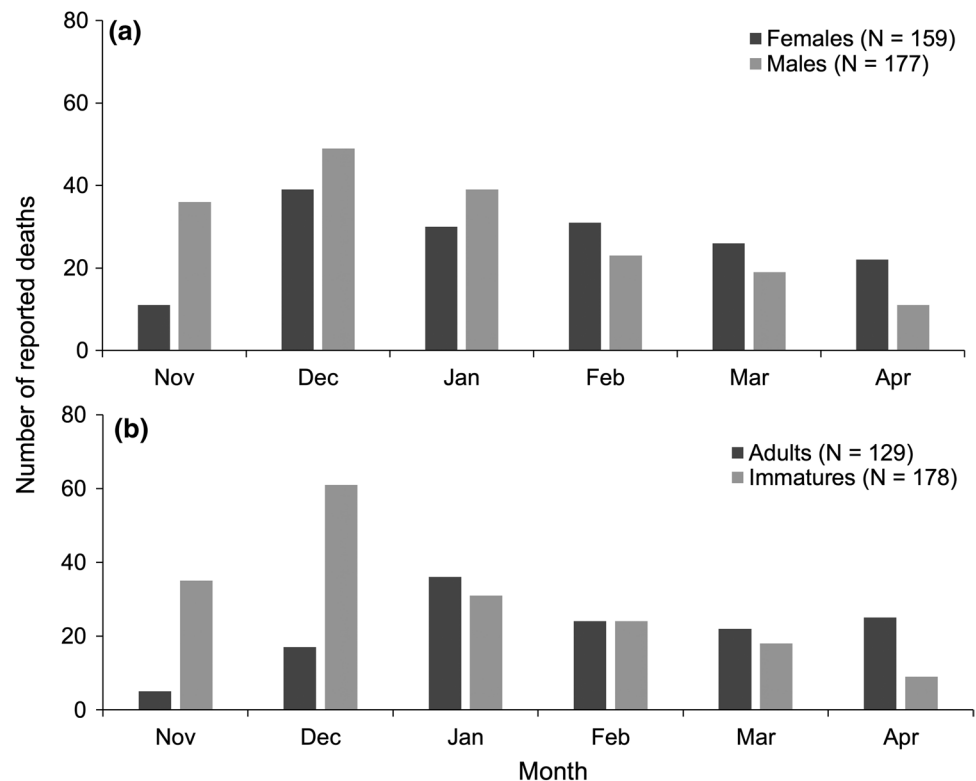 (a)
Females (N = 159)
Males (N = 177)
80
60
40
20
0
Nov Dec Jan Feb Mar Apr
Number of reported deaths
(b)
Adults (N = 129)
Immatures (N = 178)
80
60
40
20
0
Nov Dec Jan Feb Mar Apr
Month